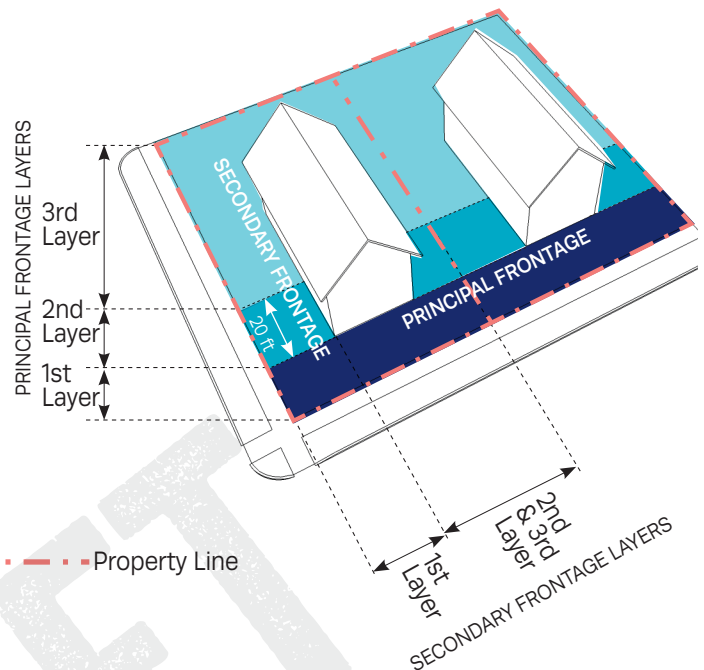 PRINCIPAL FRONTAGE LAYERS
3rd
Layer
2nd
Layer
1st
Layer
SECONDARY FRONTAGE
20 ft
PRINCIPAL FRONTAGE
Property Line
1st
Layer
2nd
& 3rd
Layer
SECONDARY FRONTAGE LAYERS